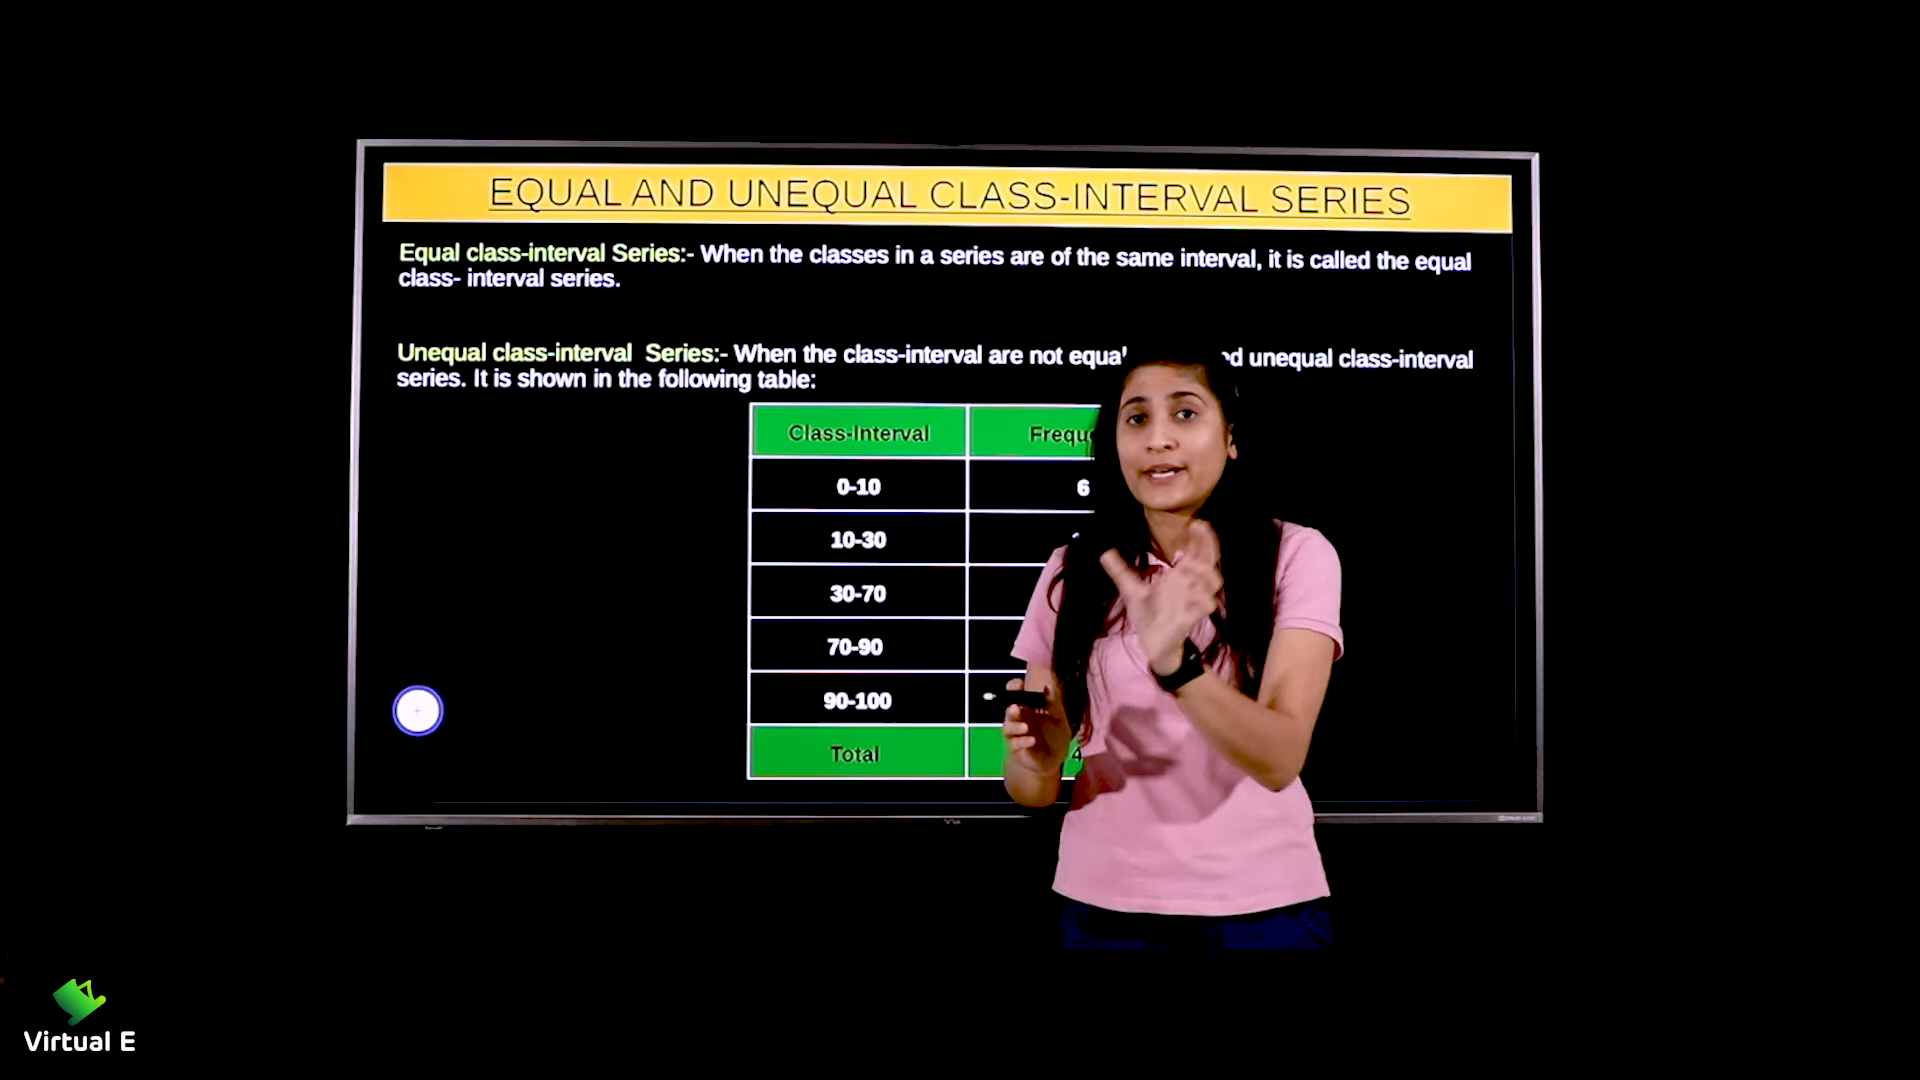 EQUAL AND UNEQUAL CLASS-INTERVAL SERIES
Equal class-interval Series:- When the classes in a series are of the same interval, it is called the equal
class- interval series.
Unequal class-interval Series:- When the class-interval are not unequal class-interval
series. It is shown in the following table:
Class-Interval
0-10 6
10-30
30-70
70-90
90-100
Total
Virtual E